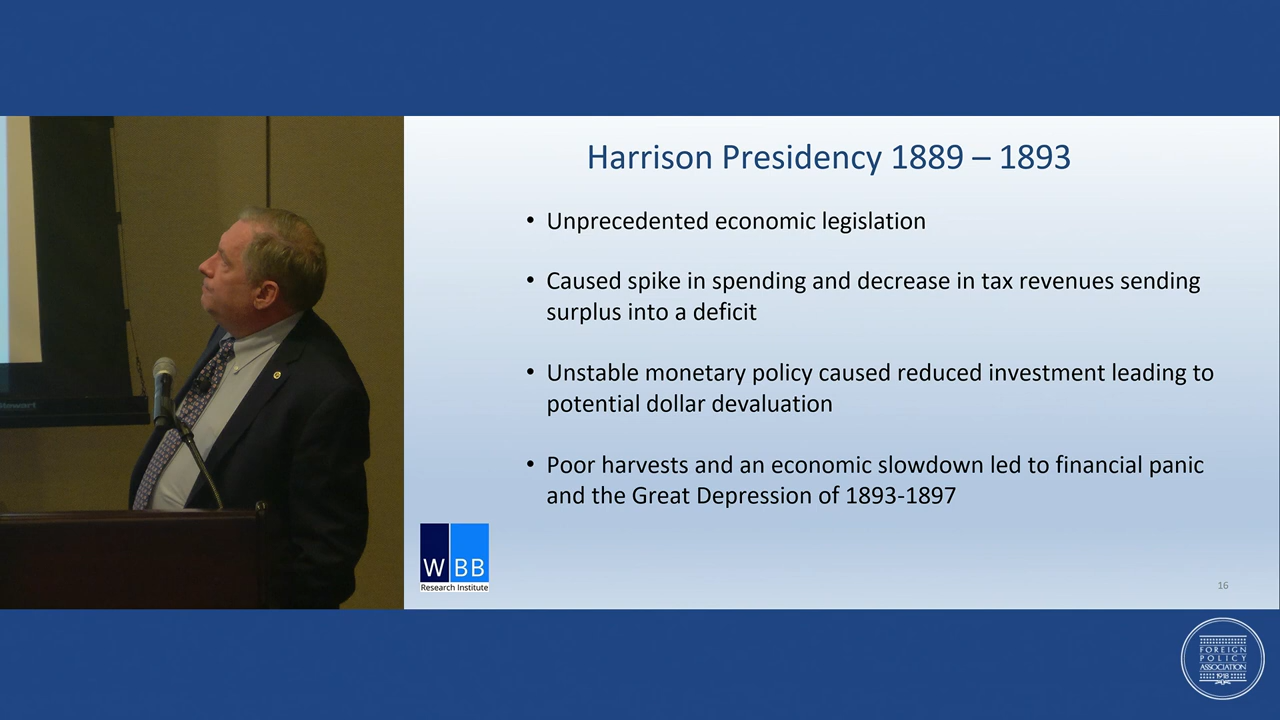 Harrison Presidency 1889 – 1893
• Unprecedented economic legislation
• Caused spike in spending and decrease in tax revenues sending
surplus into a deficit
• Unstable monetary policy caused reduced investment leading to
potential dollar devaluation
• Poor harvests and an economic slowdown led to financial panic
and the Great Depression of 1893-1897
Stewart
W BB
Research Institute
16
FOREIGN
POLICY
ASSOCIATION
1918